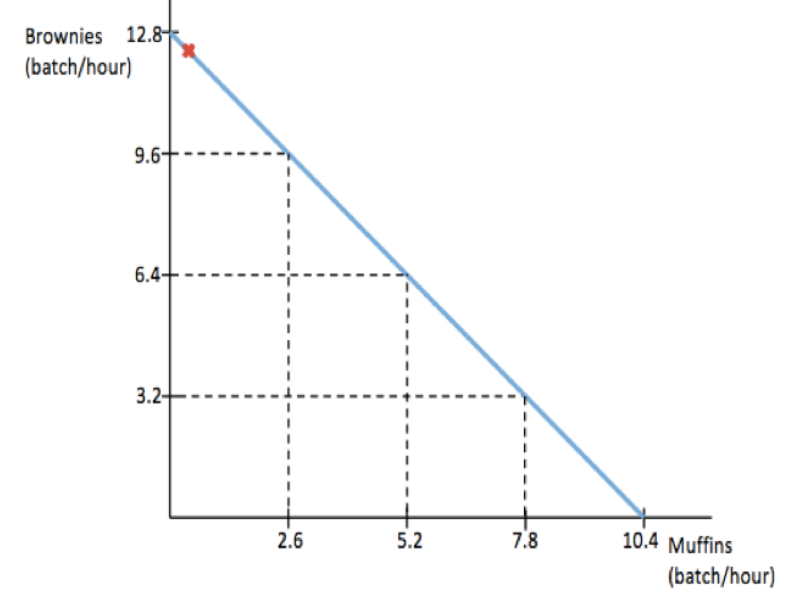 Brownies 12.8
(batch/hour)
9.6
6.4
3.2
2.6 5.2 7.8 10.4 Muffins
(batch/hour)